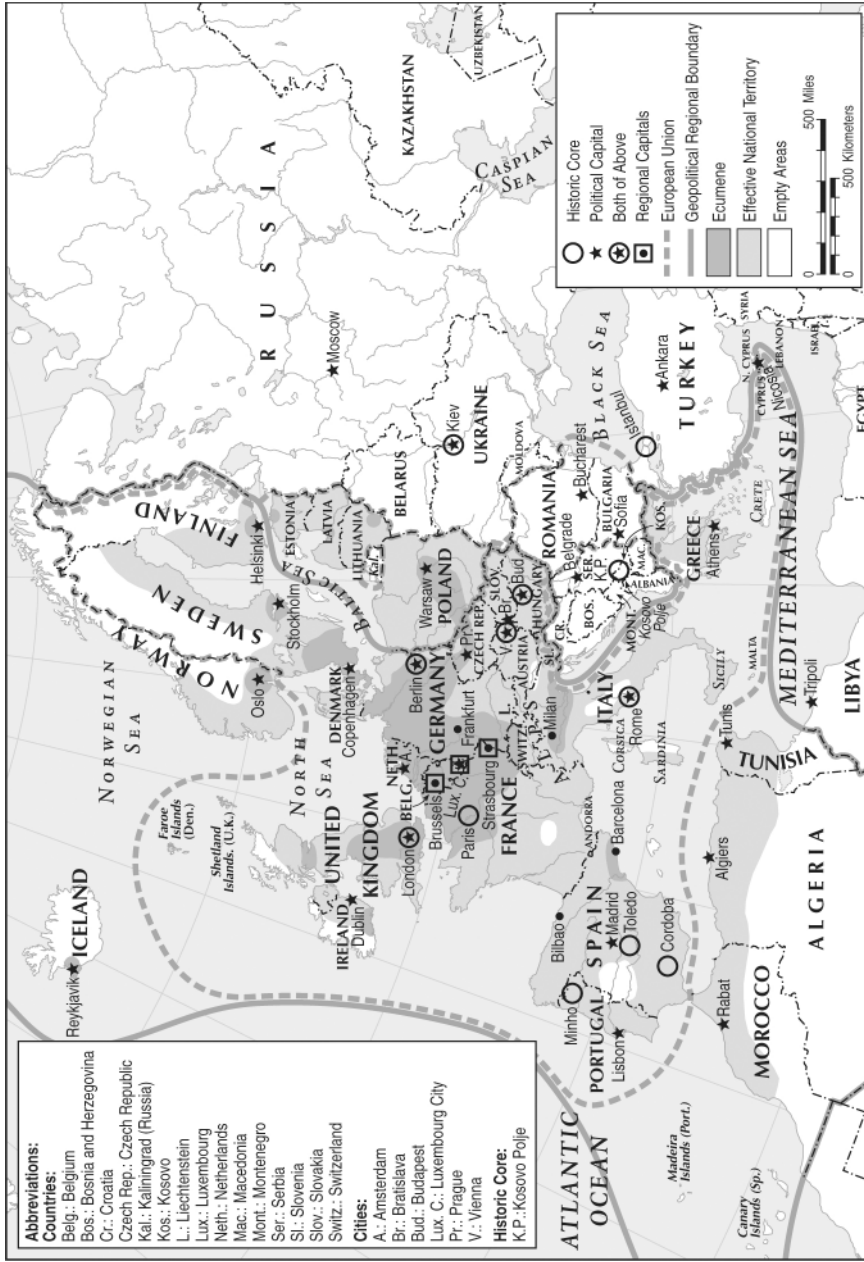 Abbreviations:
Countries:
Belg.: Belgium
Bos.: Bosnia and Herzegovina
Cr.: Croatia
Czech Rep.: Czech Republic
Kal.: Kaliningrad (Russia)
Kos.: Kosovo
L.: Liechtenstein
Lux.: Luxembourg
Neth.: Netherlands
Mac.: Macedonia
Mont.: Montenegro
Ser.: Serbia
Sl.: Slovenia
Slov.: Slovakia
Switz.: Switzerland
Cities:
A.: Amsterdam
Br.: Bratislava
Bud.: Budapest
Lux. C.: Luxembourg City
Pr.: Prague
V.: Vienna
Historic Core:
K.P.: Kosovo Polje
Reykjavik
ICELAND
NORWEGIAN
SEA
Faroe
Islands
(Den.)
Shetland
Islands. (U.K.)
NORWAY
SWEDEN
FINLAND
Oslo
Stockholm
Helsinki
RUSSIA
Moscow
KAZAKHSTAN
UZBEKISTAN
CASPIAN
SEA
NORTH
SEA
BALTIC SEA
ESTONIA
LATVIA
LITHUANIA
Kal.
BELARUS
DENMARK
Copenhagen
UNITED
KINGDOM
IRELAND
Dublin
London
NETH.
A.
BELG.
Brussels
Lux. C.
GERMANY
Berlin
Frankfurt
POLAND
Warsaw
UKRAINE
Kiev
MOLDOVA
Paris
Strasbourg
FRANCE
CZECH REP.
Pr.
SLOV.
V.
Br.
Bud.
AUSTRIA
HUNGARY
SWITZ.
L.
A L P S
SL.
CR.
BOS.
SER.
Belgrade
K.P.
MONT.
Kosovo
Polje
ALBANIA
MAC.
KOS.
ROMANIA
Bucharest
BULGARIA
Sofia
BLACK SEA
Istanbul
Ankara
TURKEY
GREECE
Athens
CRETE
N. CYPRUS
CYPRUS
Nicosia
SYRIA
LEBANON
ISRAEL
EGYPT
Milan
ITALY
Rome
CORSICA
SARDINIA
SICILY
MALTA
MEDITERRANEAN SEA
ANDORRA
Barcelona
Bilbao
Madrid
Toledo
Cordoba
SPAIN
Minho
PORTUGAL
Lisbon
ATLANTIC
OCEAN
Madeira
Islands (Port.)
Canary
Islands (Sp.)
Rabat
MOROCCO
Algiers
ALGERIA
Tunis
TUNISIA
Tripoli
LIBYA
Historic Core
Political Capital
Both of Above
Regional Capitals
European Union
Geopolitical Regional Boundary
Ecumene
Effective National Territory
Empty Areas
0 500 Miles
0 500 Kilometers